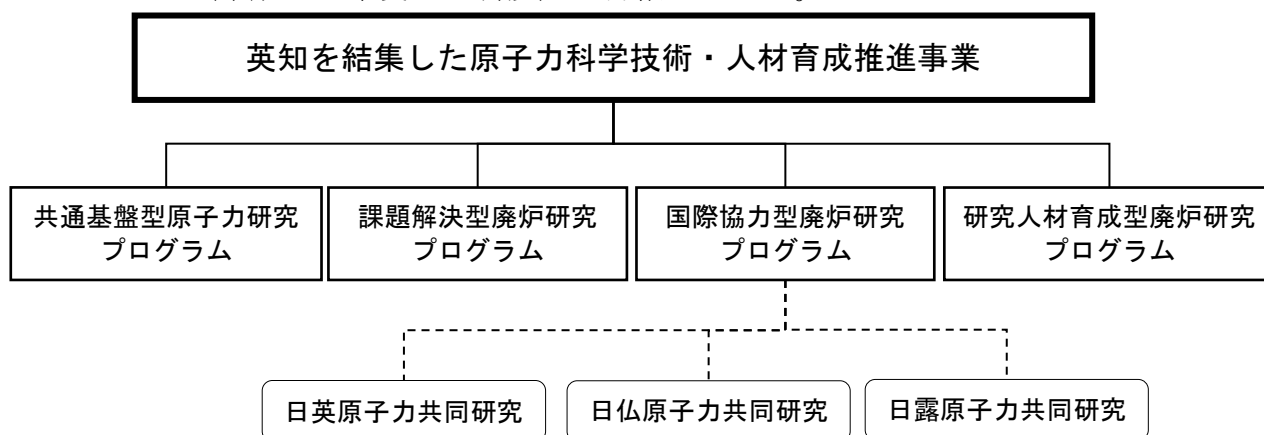 英知を結集した原子力科学技術・人材育成推進事業
共通基盤型原子力研究
プログラム
課題解決型廃炉研究
プログラム
国際協力型廃炉研究
プログラム
研究人材育成型廃炉研究
プログラム
日英原子力共同研究
日仏原子力共同研究
日露原子力共同研究